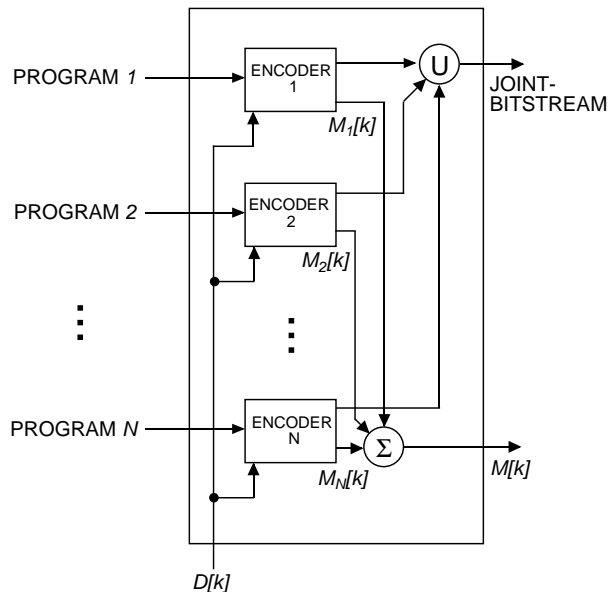 PROGRAM 1
ENCODER
1
U
JOINT-
BITSTREAM
M1[k]
PROGRAM 2
ENCODER
2
M2[k]
PROGRAM N
ENCODER
N
Σ
MN[k]
M[k]
D[k]